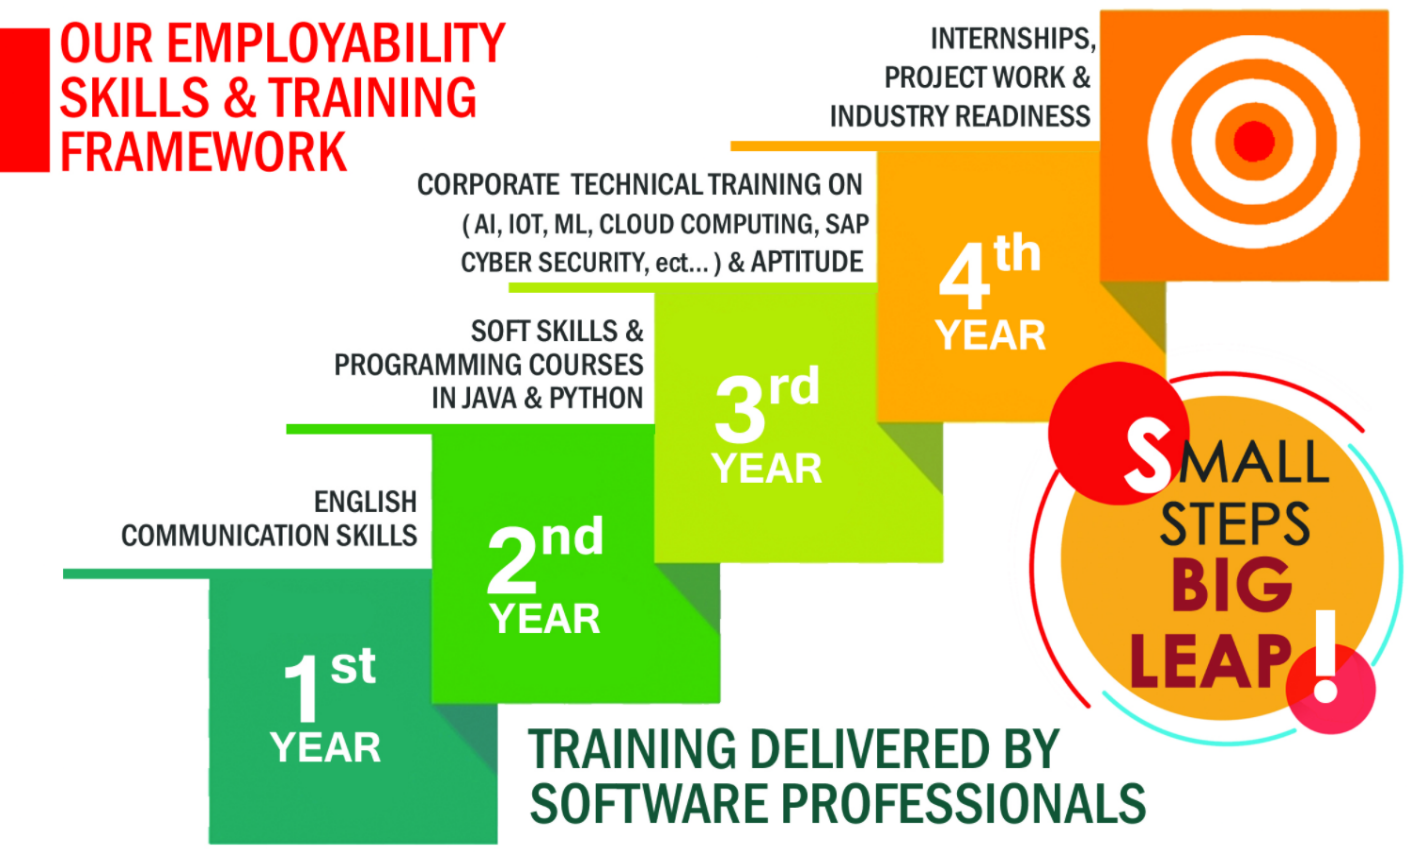 OUR EMPLOYABILITY
SKILLS & TRAINING
FRAMEWORK
INTERNSHIPS,
PROJECT WORK &
INDUSTRY READINESS
CORPORATE TECHNICAL TRAINING ON
( AI, IOT, ML, CLOUD COMPUTING, SAP
CYBER SECURITY, ect... ) & APTITUDE
4th
YEAR
SOFT SKILLS &
PROGRAMMING COURSES
IN JAVA & PYTHON
3rd
YEAR
ENGLISH
COMMUNICATION SKILLS
2nd
YEAR
1st
YEAR
SMALL
STEPS
BIG
LEAP!
TRAINING DELIVERED BY
SOFTWARE PROFESSIONALS